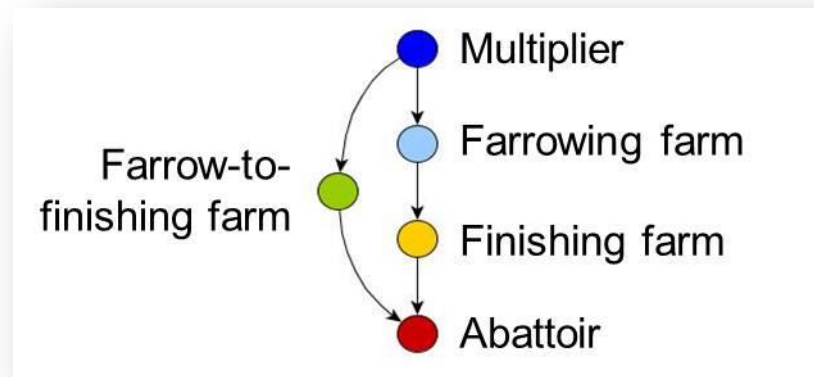 Multiplier
Farrowing farm
Farrow-to-
finishing farm
Finishing farm
Abattoir